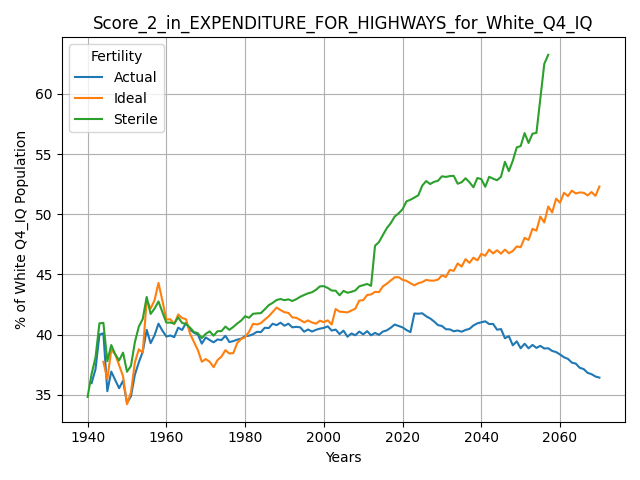 Score_2_in_EXPENDITURE_FOR_HIGHWAYS_for_White_Q4_IQ
Fertility
Actual
Ideal
Sterile
% of White Q4_IQ Population
60
55
50
45
40
35
1940 1960 1980 2000 2020 2040 2060
Years